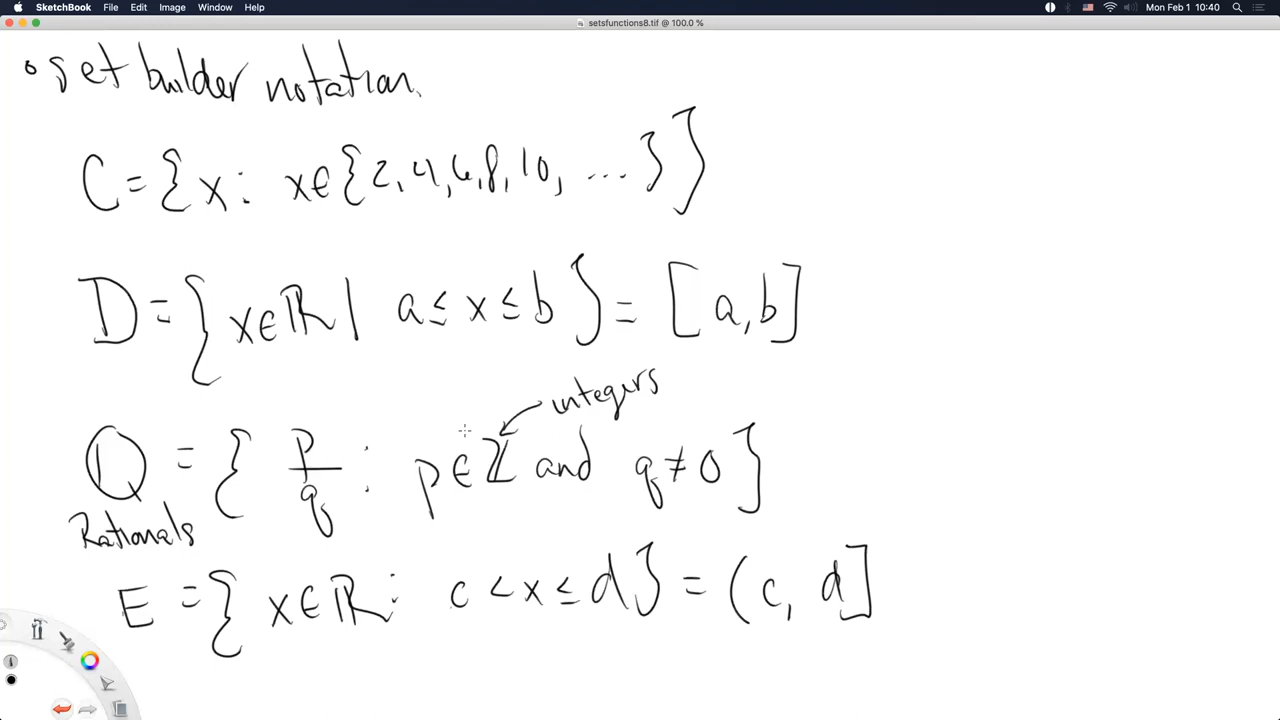 SketchBook File Edit Image Window Help Mon Feb 1 10:40
setsfunctions8.tif @ 100.0 %
• set builder notation.
C = { x : x ∈ {2, 4, 6, 8, 10, ... } }
D = { x ∈ ℝ | a ≤ x ≤ b } = [a, b]
integers
ℚ = { p/q : p ∈ ℤ and q ≠ 0 }
Rationals
E = { x ∈ ℝ : c < x ≤ d } = (c, d]